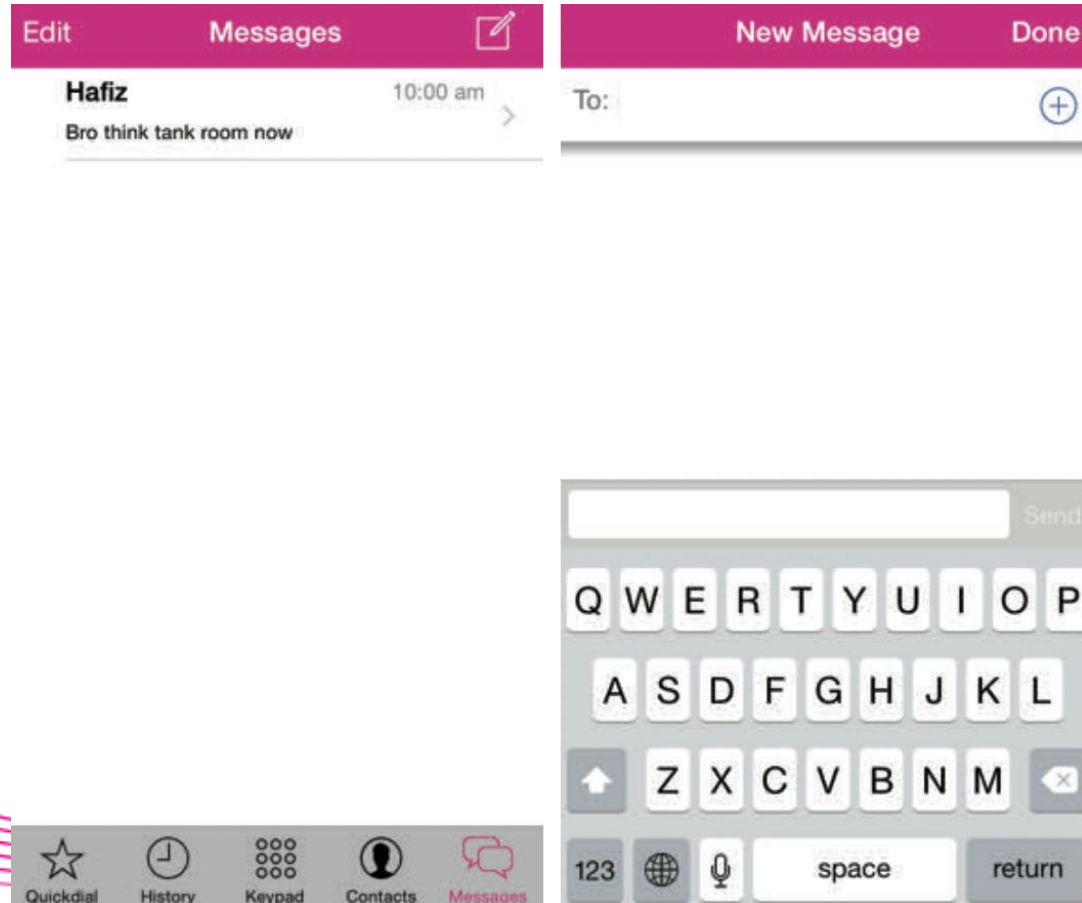 Edit Messages
Hafiz 10:00 am
Bro think tank room now
Quickdial History Keypad Contacts Messages
New Message Done
To:
Send
Q W E R T Y U I O P
A S D F G H J K L
Z X C V B N M
123 space return